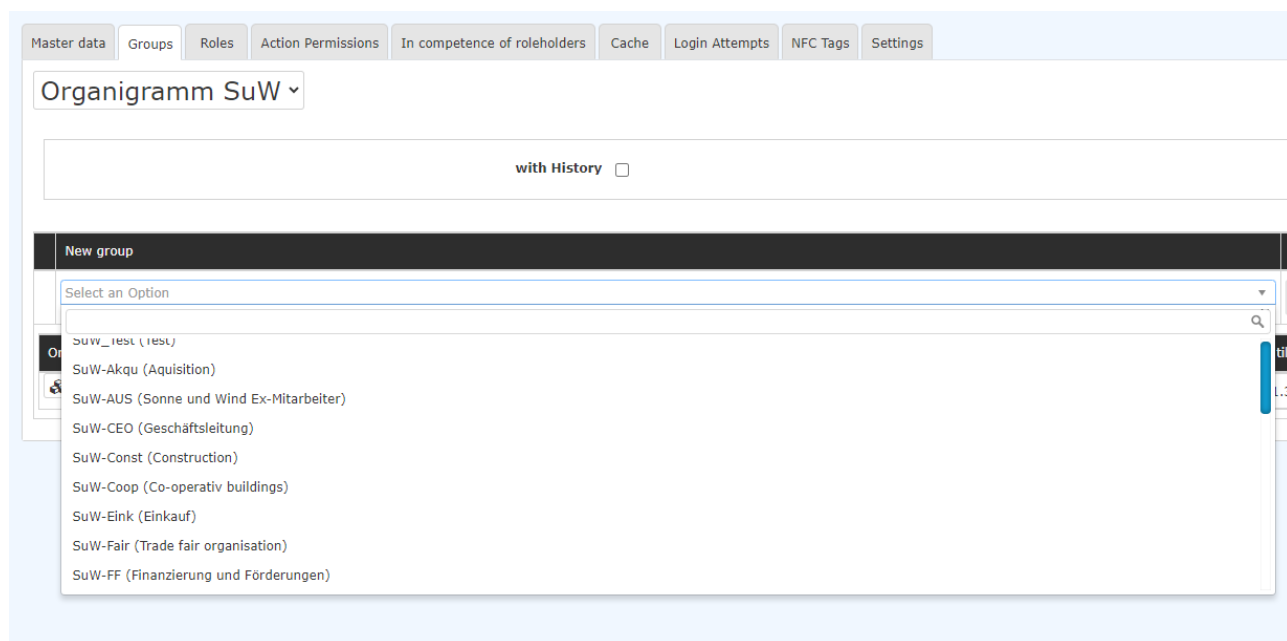 Master data Groups Roles Action Permissions In competence of roleholders Cache Login Attempts NFC Tags Settings
Organigramm SuW
with History
New group
Select an Option
SuW_Test (Test)
SuW-Akqu (Aquisition)
SuW-AUS (Sonne und Wind Ex-Mitarbeiter)
SuW-CEO (Geschäftsleitung)
SuW-Const (Construction)
SuW-Coop (Co-operativ buildings)
SuW-Eink (Einkauf)
SuW-Fair (Trade fair organisation)
SuW-FF (Finanzierung und Förderungen)